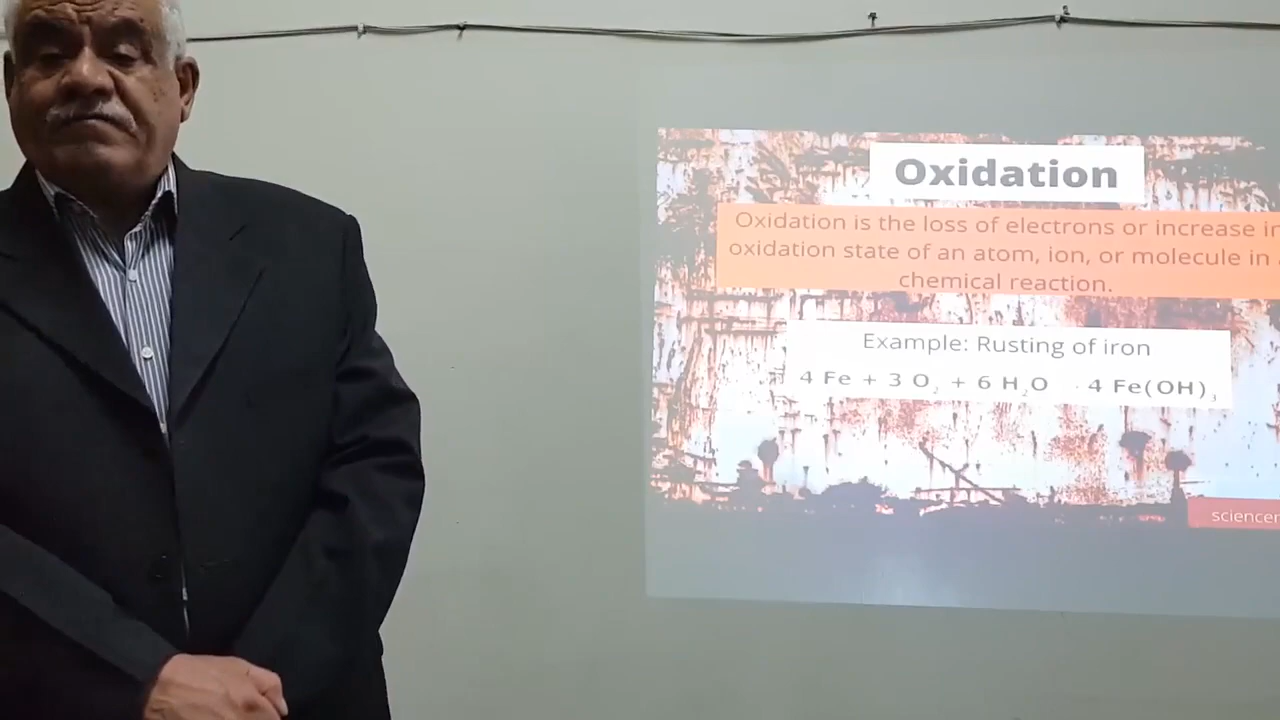 Oxidation
Oxidation is the loss of electrons or increase in
oxidation state of an atom, ion, or molecule in
chemical reaction.
Example: Rusting of iron
4 Fe + 3 O₂ + 6 H₂O 4 Fe(OH)₃